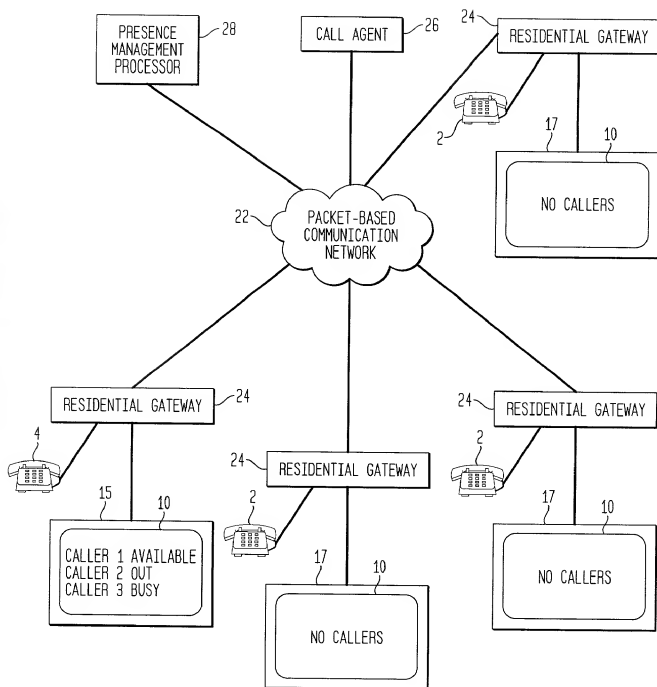 PRESENCE
MANAGEMENT
PROCESSOR
28
CALL AGENT
26
24
RESIDENTIAL GATEWAY
2
17
10
NO CALLERS
22
PACKET-BASED
COMMUNICATION
NETWORK
RESIDENTIAL GATEWAY
24
4
15
10
CALLER 1 AVAILABLE
CALLER 2 OUT
CALLER 3 BUSY
24
RESIDENTIAL GATEWAY
2
17
10
NO CALLERS
24
RESIDENTIAL GATEWAY
2
17
10
NO CALLERS